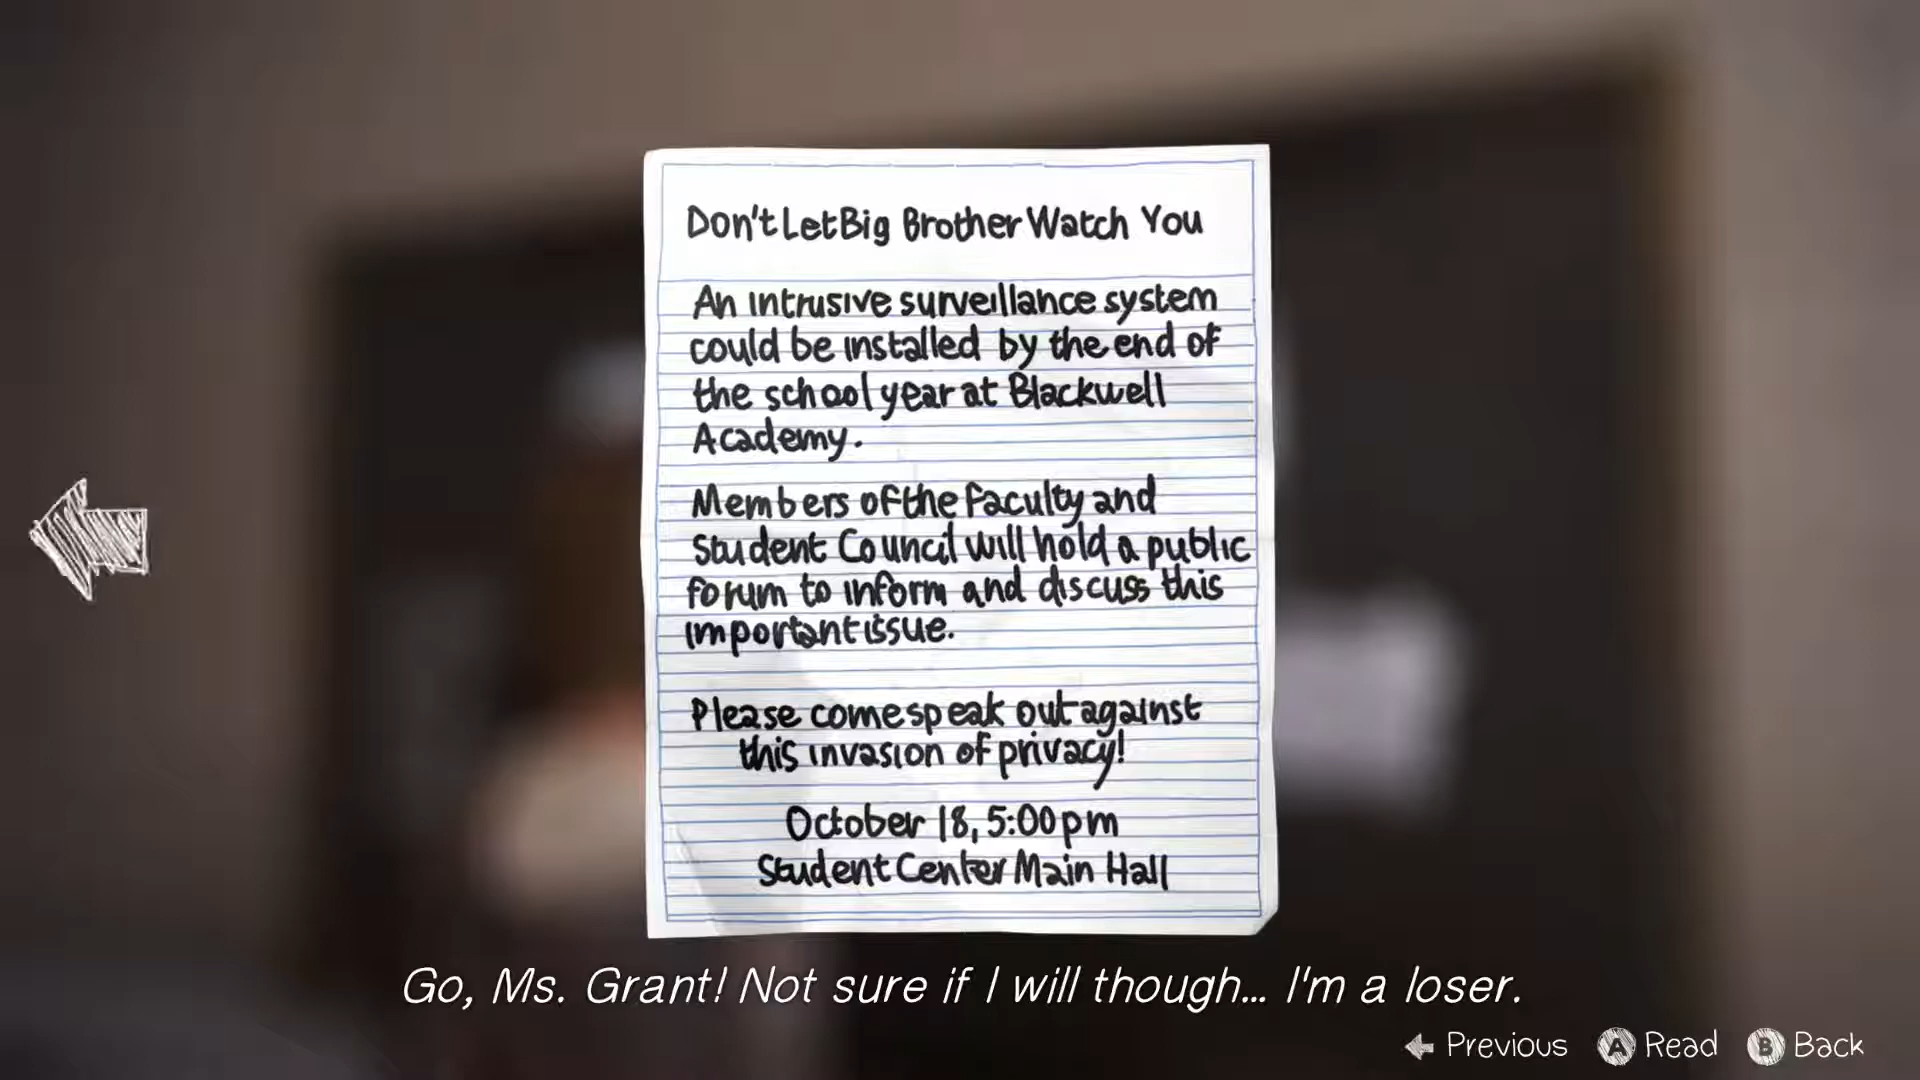 Don't Let Big Brother Watch You
An intrusive surveillance system
could be installed by the end of
the school year at Blackwell
Academy.
Members of the faculty and
Student Council will hold a public
forum to inform and discuss this
important issue.
Please come speak out against
this invasion of privacy!
October 18, 5:00pm
Student Center Main Hall
Go, Ms. Grant! Not sure if I will though... I'm a loser.
Previous A Read B Back